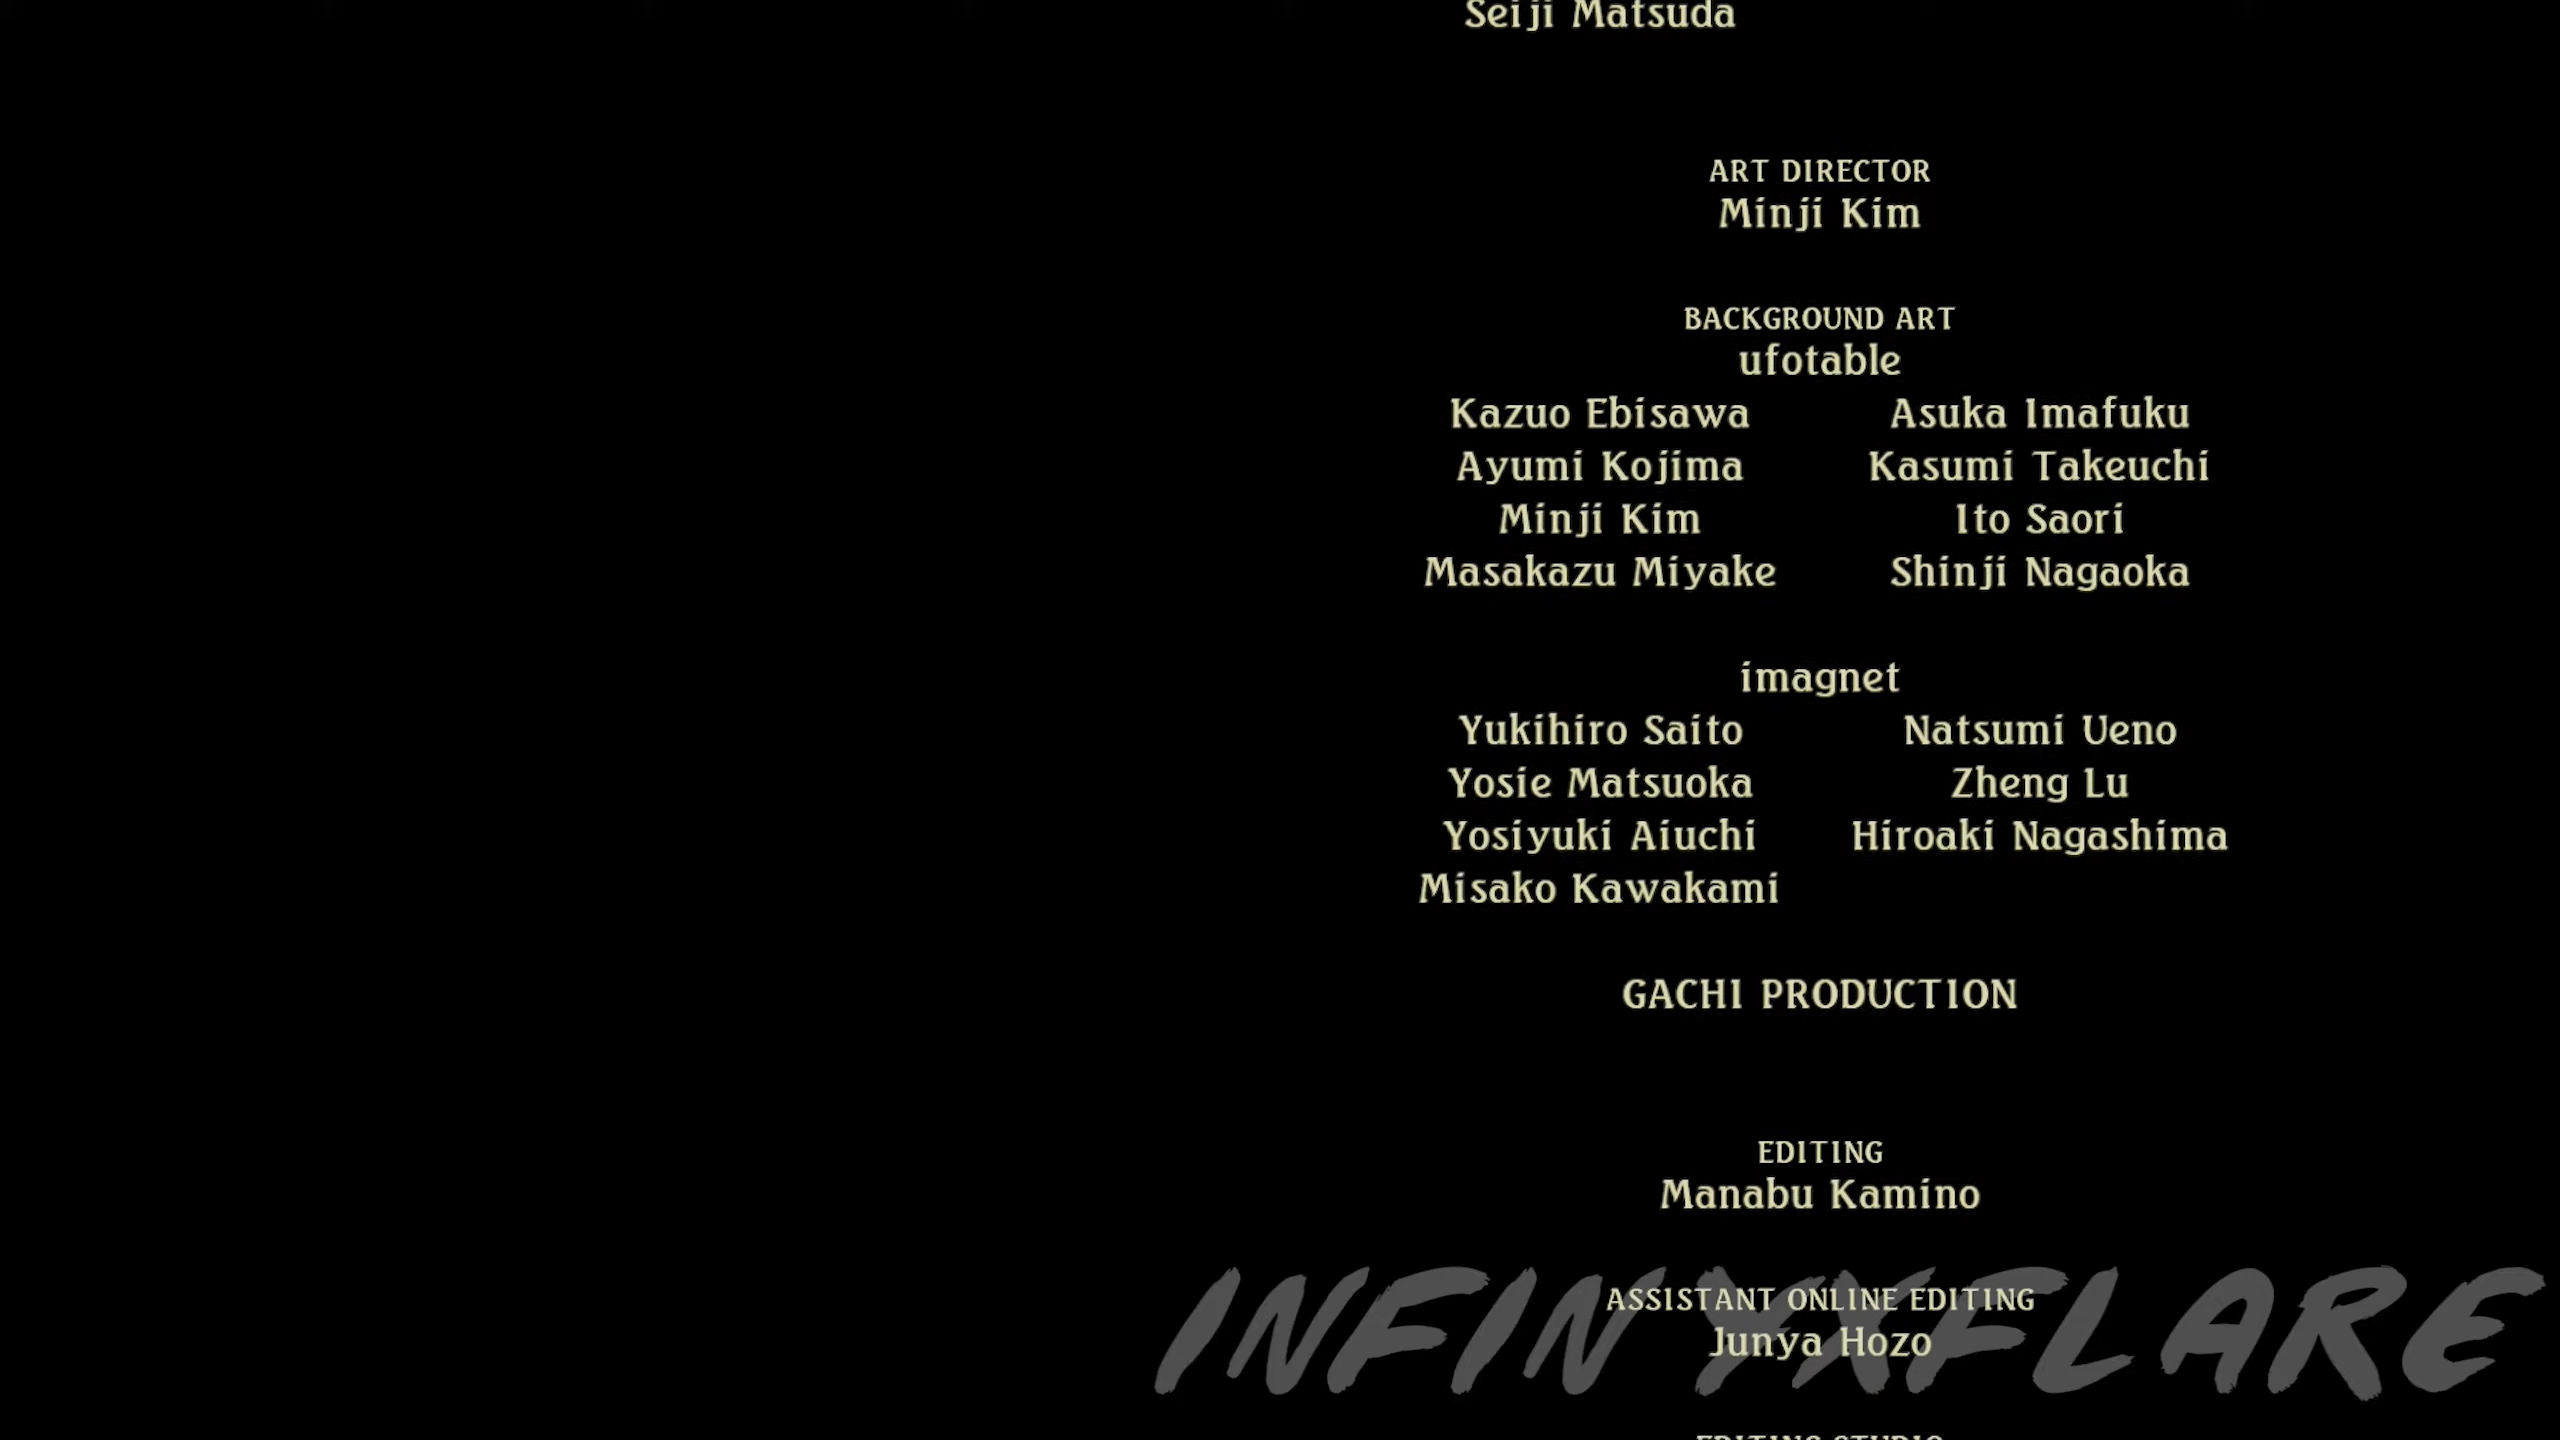 Seiji Matsuda
ART DIRECTOR
Minji Kim
BACKGROUND ART
ufotable
Kazuo Ebisawa Asuka Imafuku
Ayumi Kojima Kasumi Takeuchi
Minji Kim Ito Saori
Masakazu Miyake Shinji Nagaoka
imagnet
Yukihiro Saito Natsumi Ueno
Yosie Matsuoka Zheng Lu
Yosiyuki Aiuchi Hiroaki Nagashima
Misako Kawakami
GACHI PRODUCTION
EDITING
Manabu Kamino
ASSISTANT ONLINE EDITING
Junya Hozo
INFINYXFLARE
EDITING STUDIO